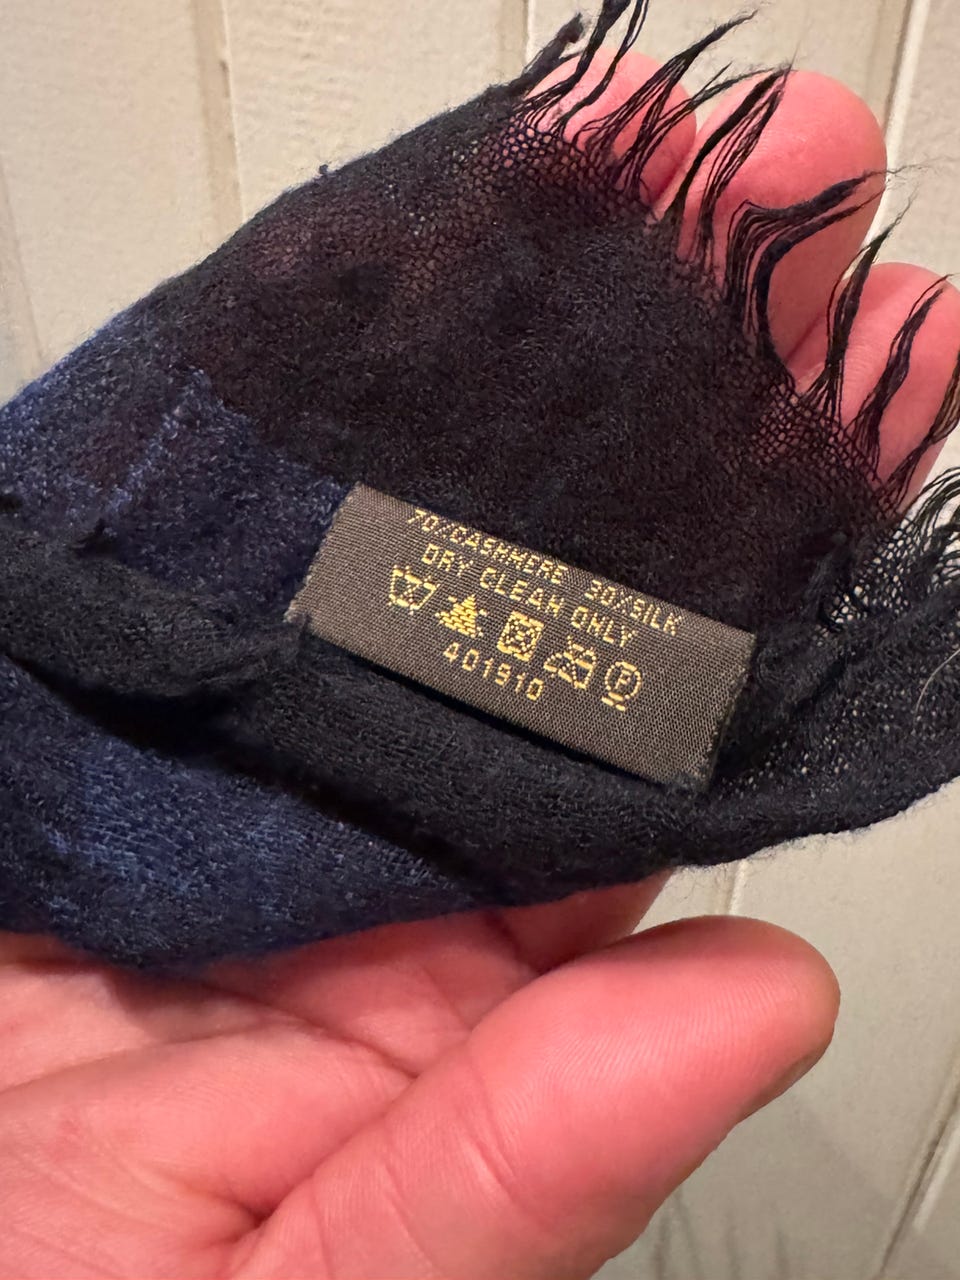 70%CASHMERE 30%SILK
DRY CLEAN ONLY
P
401910